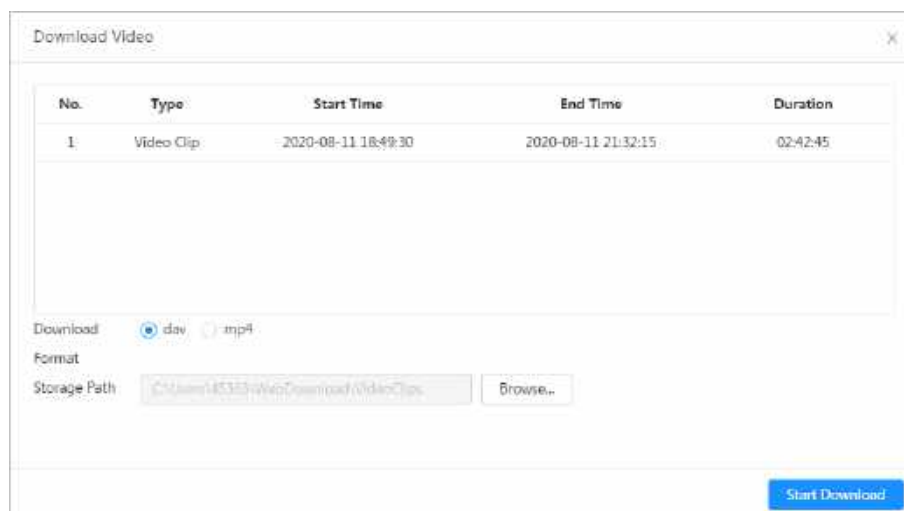 Download Video
No. Type Start Time End Time Duration
1 Video Clip 2020-08-11 18:49:30 2020-08-11 21:32:15 02:42:45
Download dav mp4
Format
Storage Path Browse...
Start Download